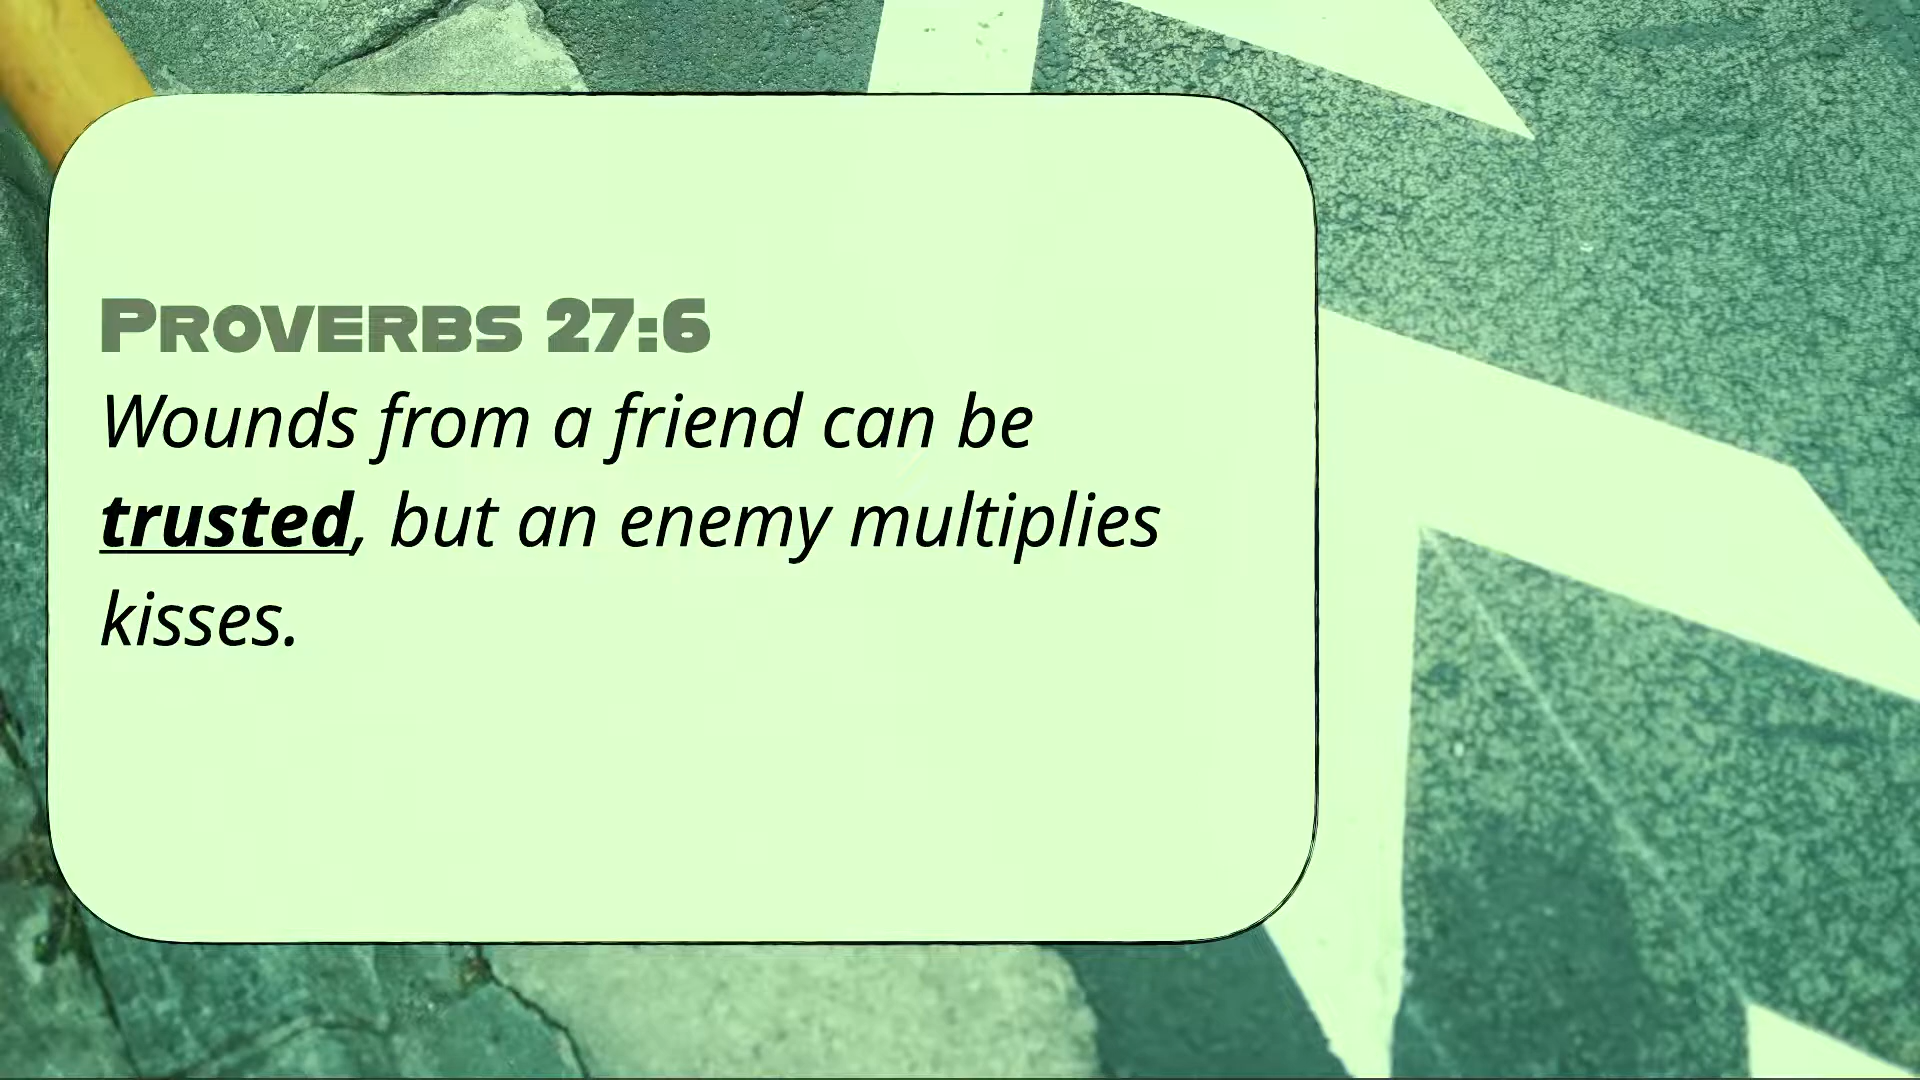 Proverbs 27:6
Wounds from a friend can be
trusted, but an enemy multiplies
kisses.